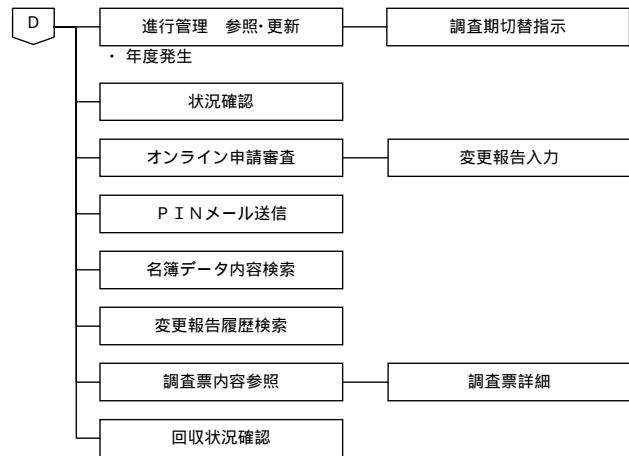 D
進行管理　参照･更新
調査期切替指示
・ 年度発生
状況確認
オンライン申請審査
変更報告入力
ＰＩＮメール送信
名簿データ内容検索
変更報告履歴検索
調査票内容参照
調査票詳細
回収状況確認